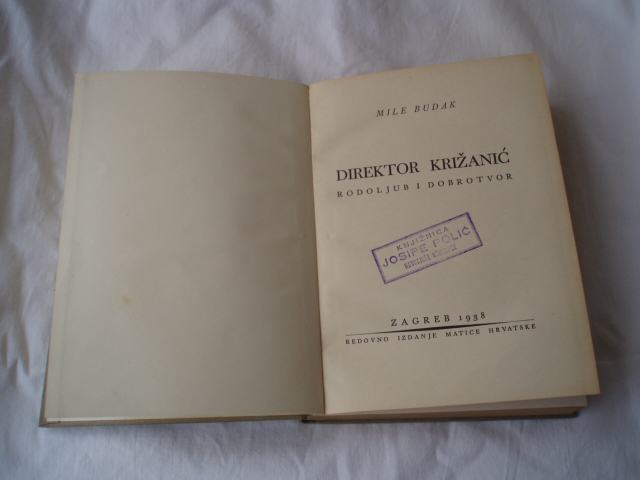 MILE BUDAK
DIREKTOR KRIŽANIĆ
RODOLJUB I DOBROTVOR
KNJIŽNICA
JOSIPE POLIĆ
ZAGREB 1938
REDOVNO IZDANJE MATICE HRVATSKE